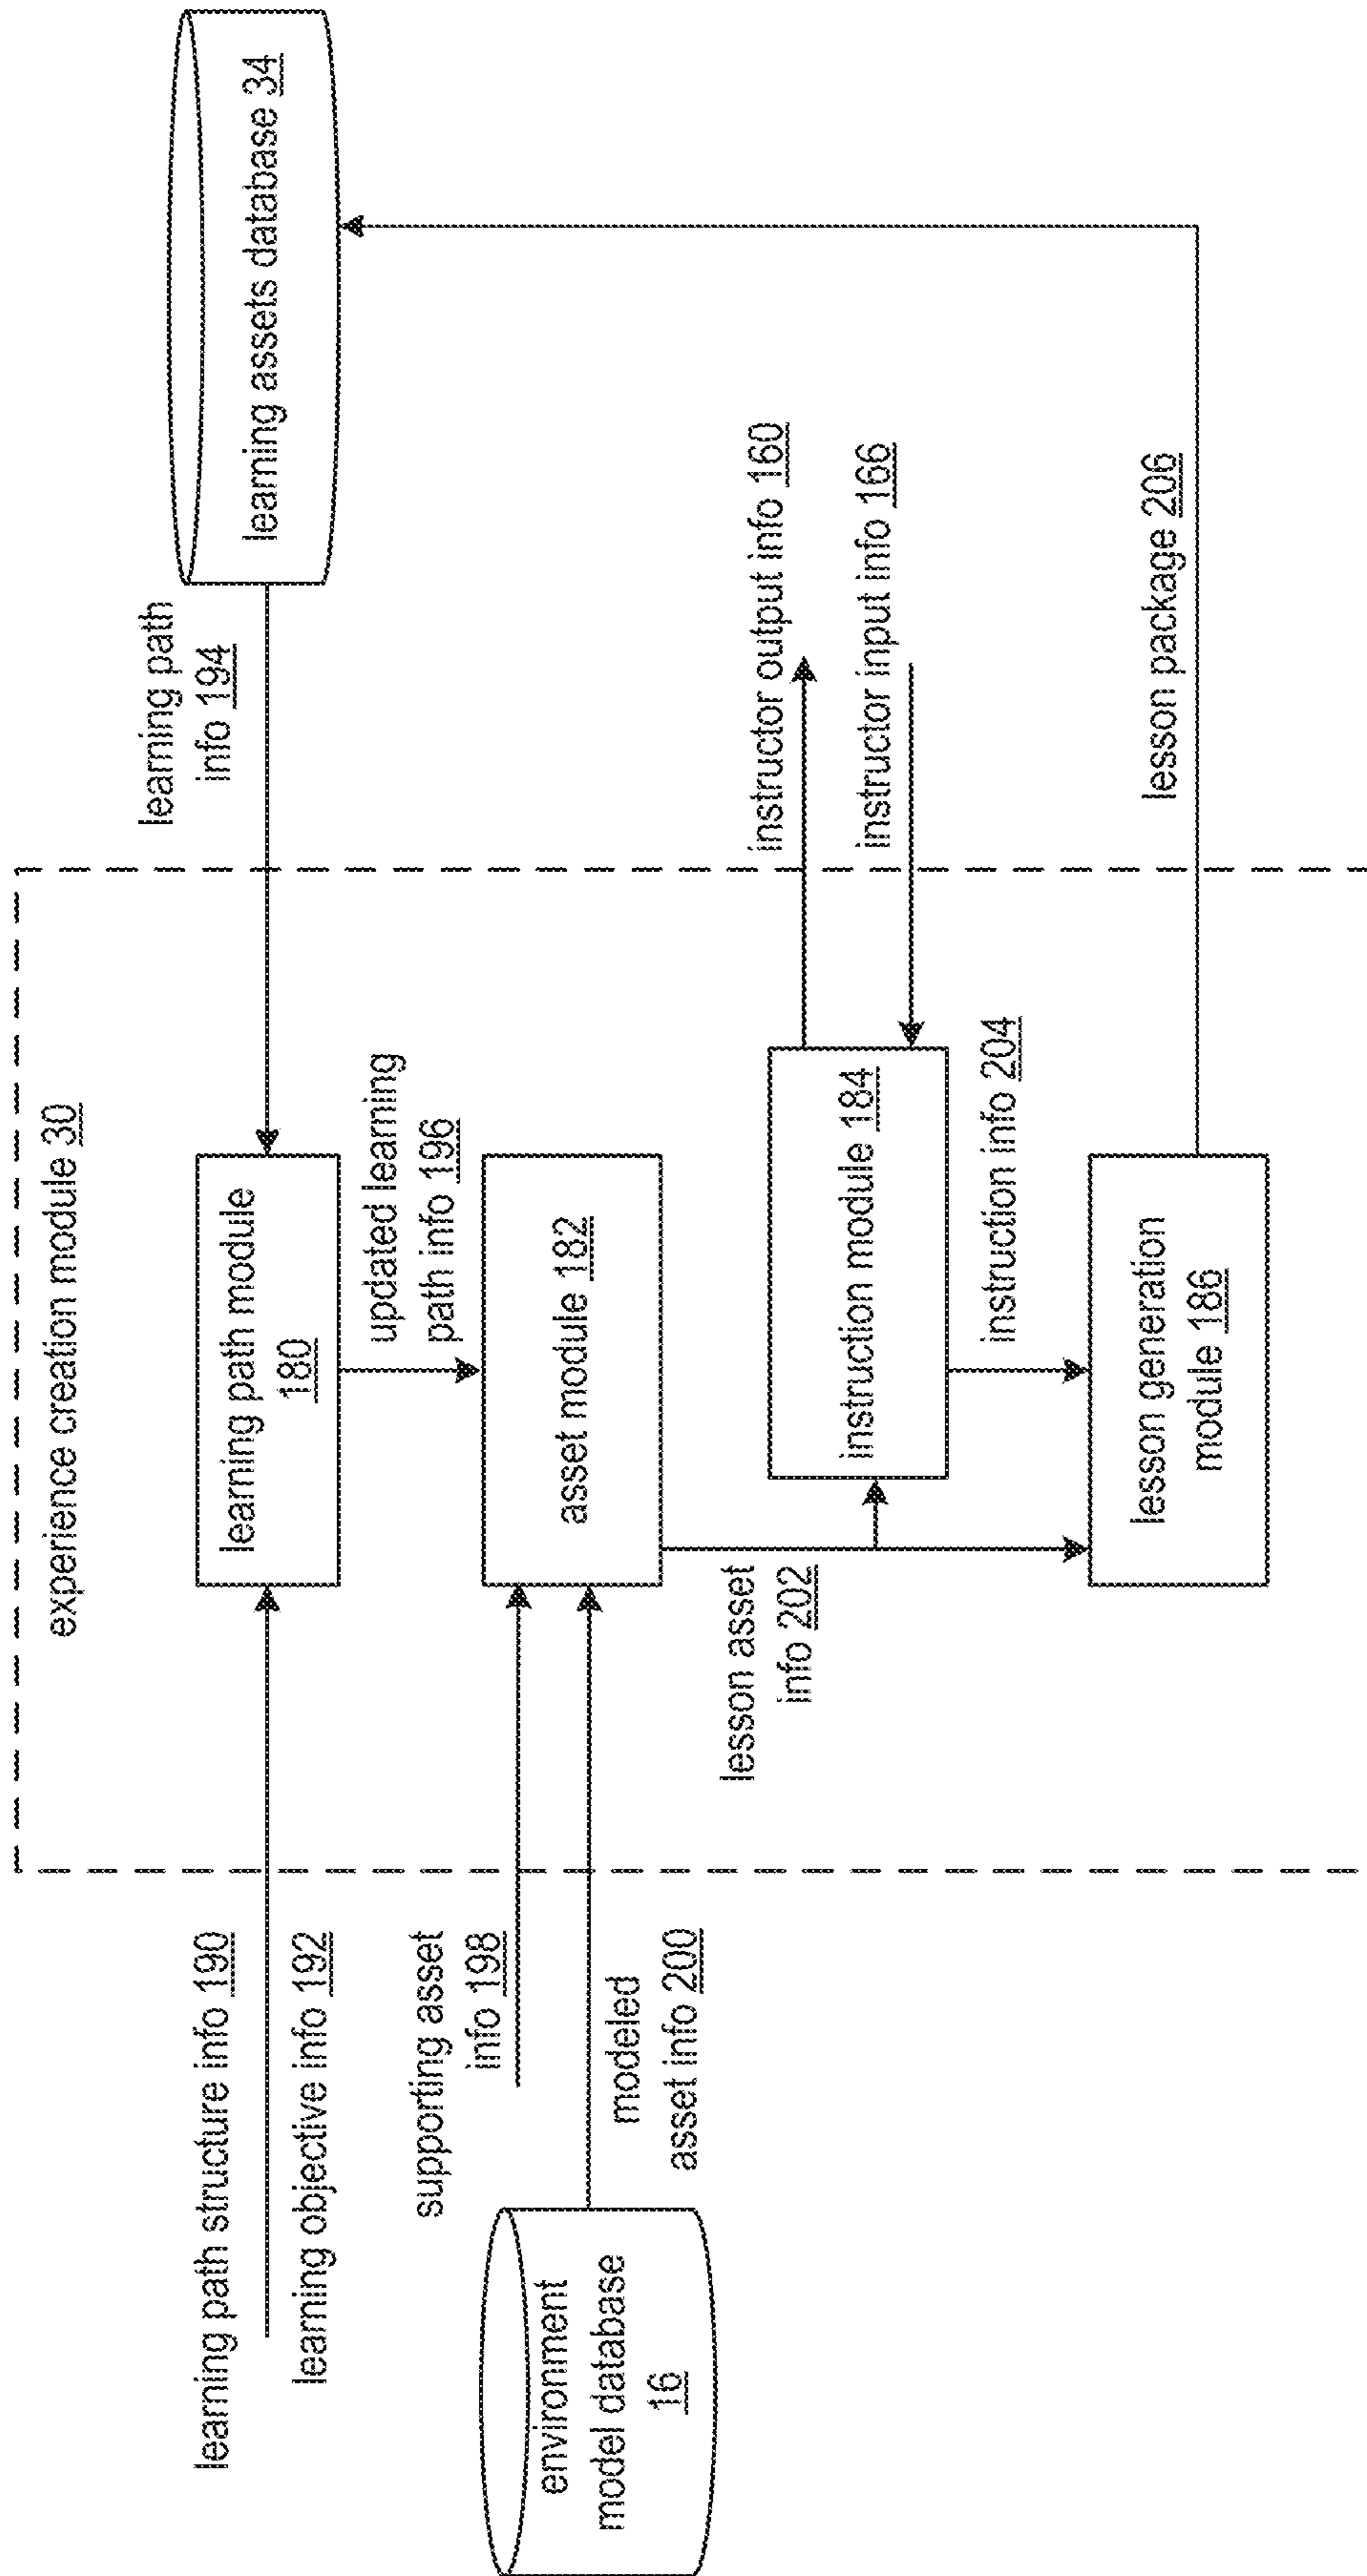 experience creation module 30
learning path structure info 190
learning objective info 192
learning path module
180
learning path
info 194
learning assets database 34
updated learning
path info 196
supporting asset
info 198
environment
model database
16
modeled
asset info 200
asset module 182
lesson asset
info 202
instruction module 184
instructor output info 160
instructor input info 166
instruction info 204
lesson generation
module 186
lesson package 206